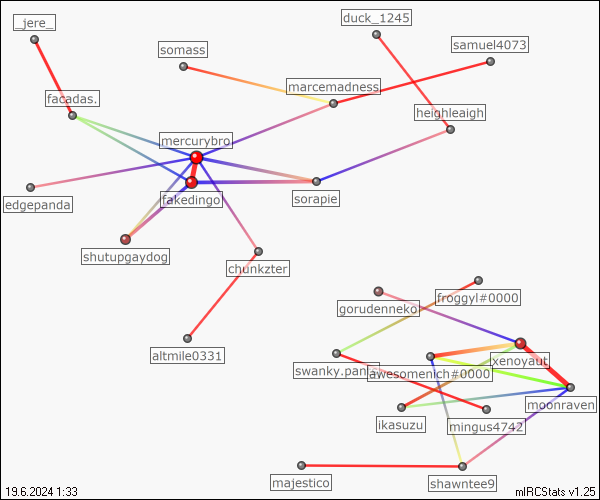 _jere_
duck_1245
somass
samuel4073
facadas.
marcemadness
heighleaigh
mercurybro
edgepanda
fakedingo
sorapie
shutupgaydog
chunkzter
froggyl#0000
gorudenneko
altmile0331
xenoyaut
swanky.pan
awesomenich#0000
moonraven
ikasuzu
mingus4742
majestico
shawntee9
19.6.2024 1:33
mIRCStats v1.25